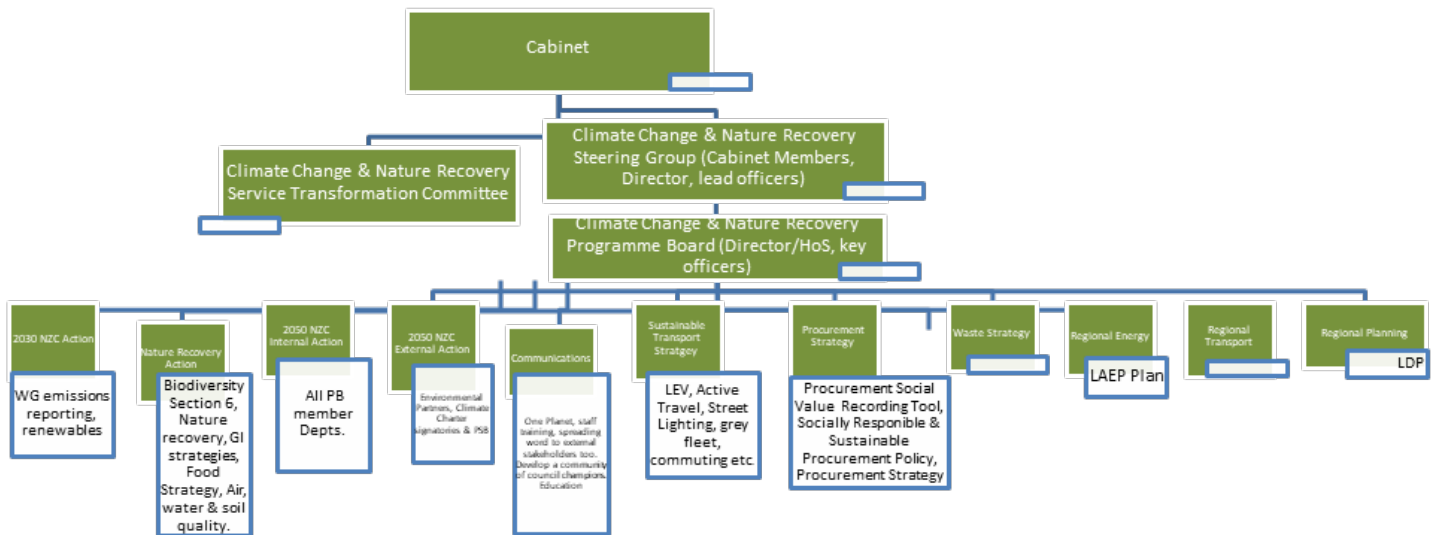 Cabinet
Climate Change & Nature Recovery
Steering Group (Cabinet Members,
Director, lead officers)
Climate Change & Nature Recovery
Service Transformation Committee
Climate Change & Nature Recovery
Programme Board (Director/HoS, key
officers)
2030 NZC Action
WG emissions
reporting,
renewables
Nature Recovery
Action
Biodiversity
Section 6,
Nature
recovery, GI
strategies,
Food
Strategy, Air,
water & soil
quality.
2050 NZC
Internal Action
All PB
member
Depts.
2050 NZC
External Action
Environmental
Partners, Climate
Charter
signatories & PSB
Communications
One Planet, staff
training, spreading
word to external
stakeholders too.
Develop a community
of council champions.
Education
Sustainable
Transport
Stratgey
LEV, Active
Travel, Street
Lighting, grey
fleet,
commuting etc.
Procurement
Strategy
Procurement Social
Value Recording Tool,
Socially Responible &
Sustainable
Procurement Policy,
Procurement Strategy
Waste Strategy
Regional Energy
LAEP Plan
Regional
Transport
Regional Planning
LDP